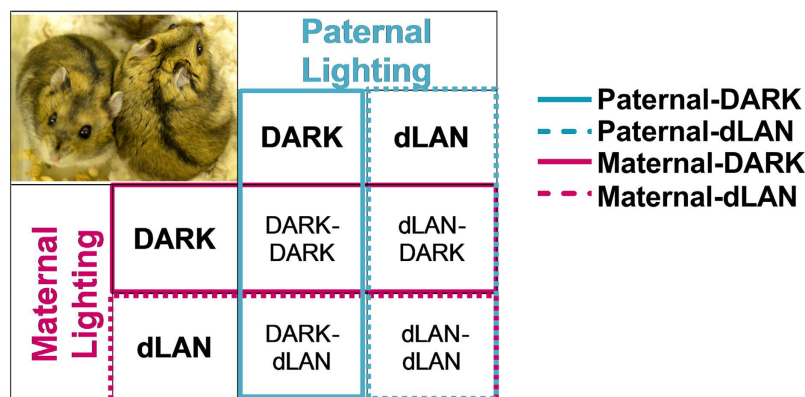 Paternal
Lighting
DARK
dLAN
Maternal
Lighting
DARK
DARK-
DARK
dLAN-
DARK
dLAN
DARK-
dLAN
dLAN-
dLAN
Paternal-DARK
Paternal-dLAN
Maternal-DARK
Maternal-dLAN